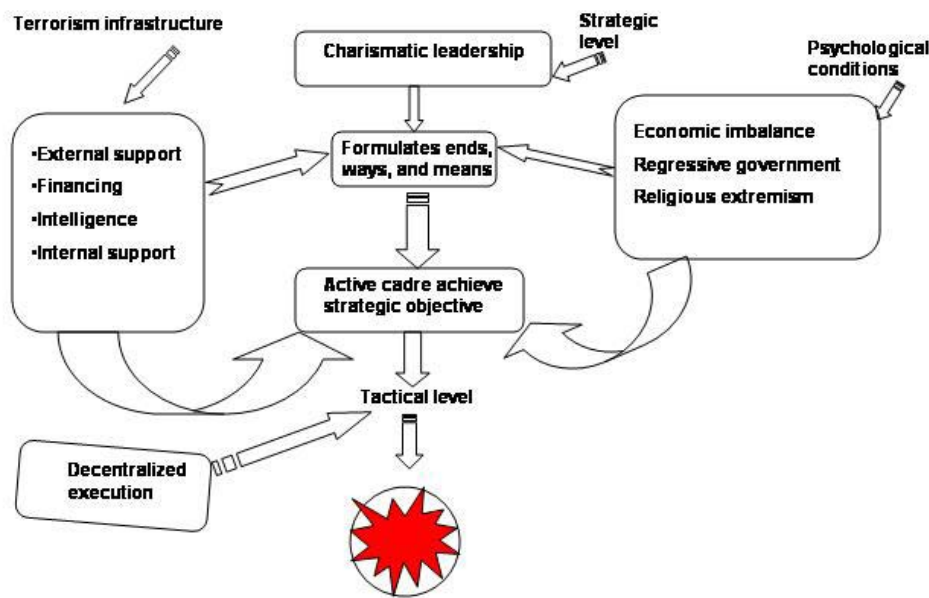 Terrorism infrastructure
Charismatic leadership
Strategic
level
Psychological
conditions
•External support
•Financing
•Intelligence
•Internal support
Formulates ends,
ways, and means
Economic imbalance
Regressive government
Religious extremism
Active cadre achieve
strategic objective
Tactical level
Decentralized
execution